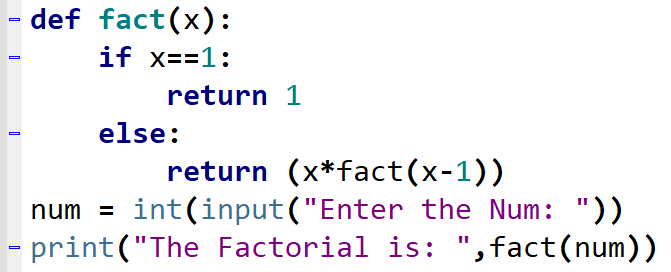 def fact(x):
    if x==1:
        return 1
    else:
        return (x*fact(x-1))
num = int(input("Enter the Num: "))
print("The Factorial is: ",fact(num))